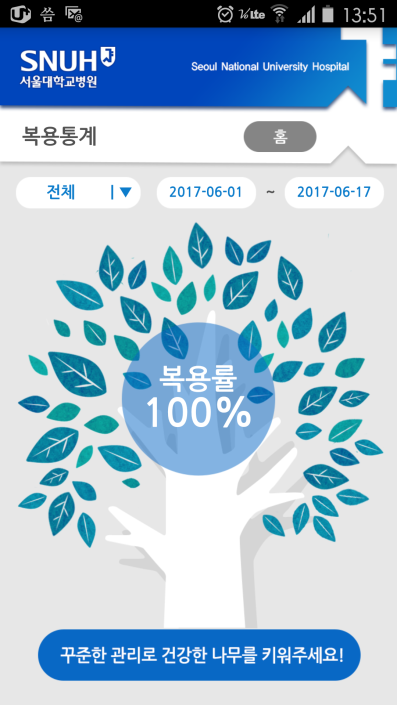 씀 LTE 13:51
SNUH
서울대학교병원
Seoul National University Hospital
복용통계
홈
전체 | ▼ 2017-06-01 ~ 2017-06-17
복용률
100%
꾸준한 관리로 건강한 나무를 키워주세요!